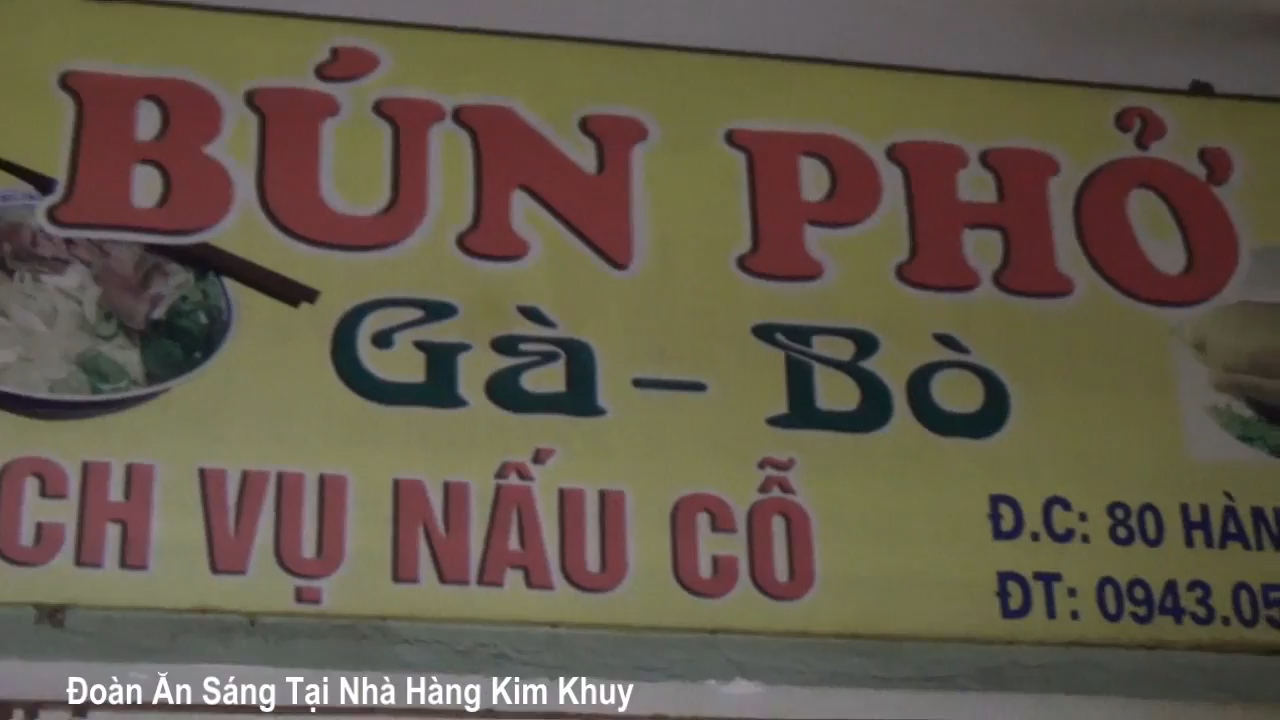 BÚN PHỞ
Gà - Bò
CH VỤ NẤU CỖ
Đ.C: 80 HÀN
ĐT: 0943.05
Đoàn Ăn Sáng Tại Nhà Hàng Kim Khuy